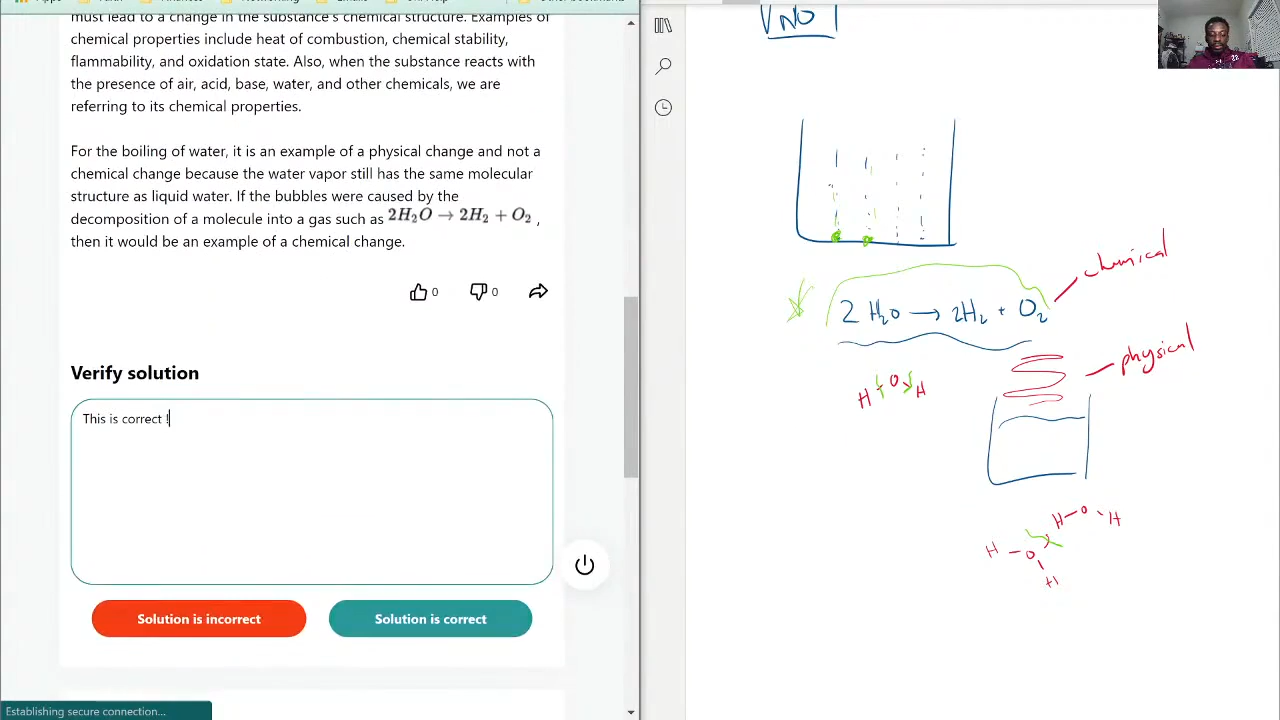 must lead to a change in the substance's chemical structure. Examples of
chemical properties include heat of combustion, chemical stability,
flammability, and oxidation state. Also, when the substance reacts with
the presence of air, acid, base, water, and other chemicals, we are
referring to its chemical properties.
For the boiling of water, it is an example of a physical change and not a
chemical change because the water vapor still has the same molecular
structure as liquid water. If the bubbles were caused by the
decomposition of a molecule into a gas such as 2H₂O → 2H₂ + O₂ ,
then it would be an example of a chemical change.
0 0
Verify solution
This is correct !
Solution is incorrect Solution is correct
Establishing secure connection...
chemical
2 H₂O → 2H₂ + O₂
physical
H O H
H O H
H O
H